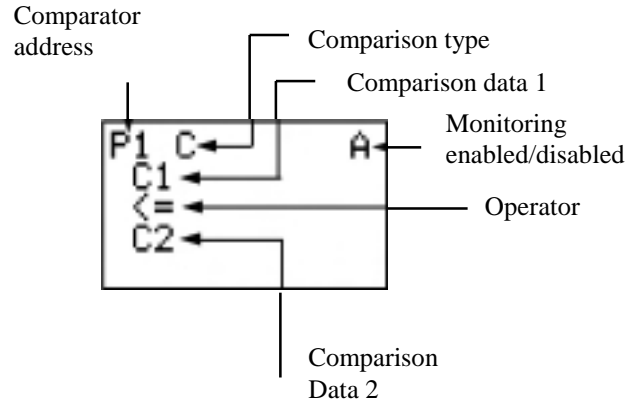 Comparator
address
Comparison type
Comparison data 1
Monitoring
enabled/disabled
P1 C A
C1
<=
Operator
C2
Comparison
Data 2